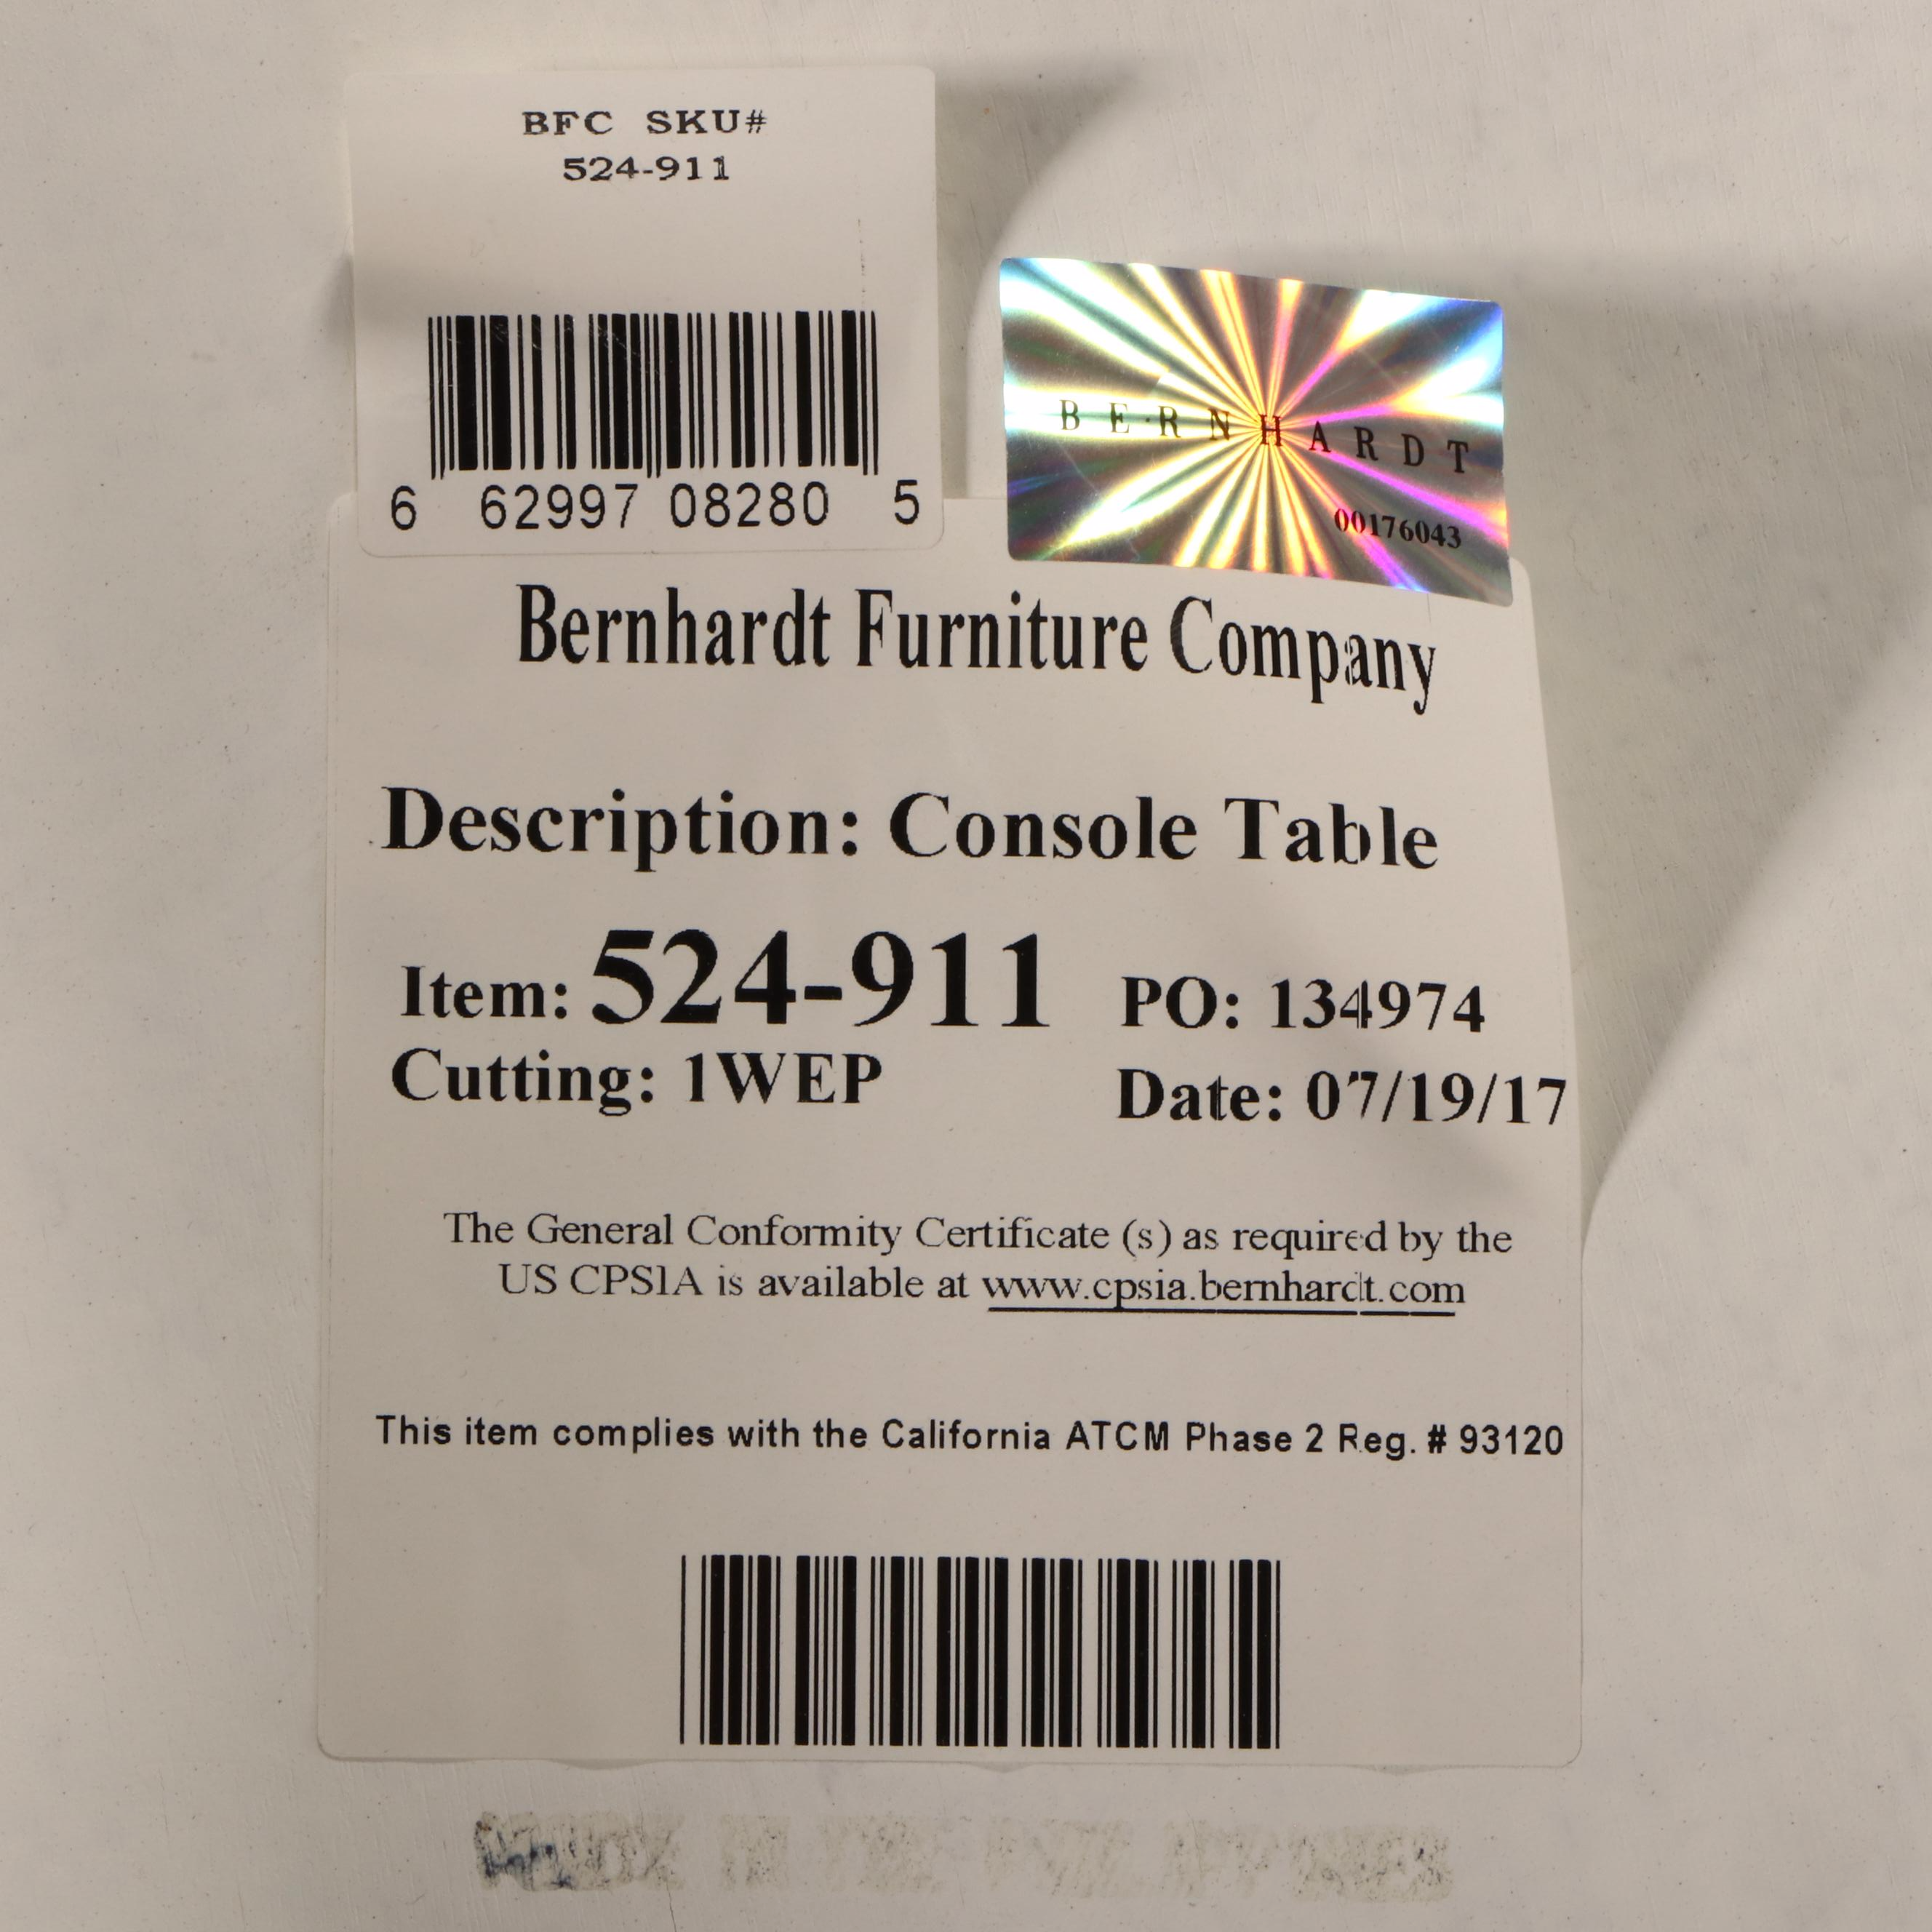 BFC SKU#
524-911
6 62997 08280 5
BERNHARDT
00176043
Bernhardt Furniture Company
Description: Console Table
Item: 524-911 PO: 134974
Cutting: 1WEP Date: 07/19/17
The General Conformity Certificate (s) as required by the
US CPSIA is available at www.cpsia.bernhardt.com
This item complies with the California ATCM Phase 2 Reg. # 93120